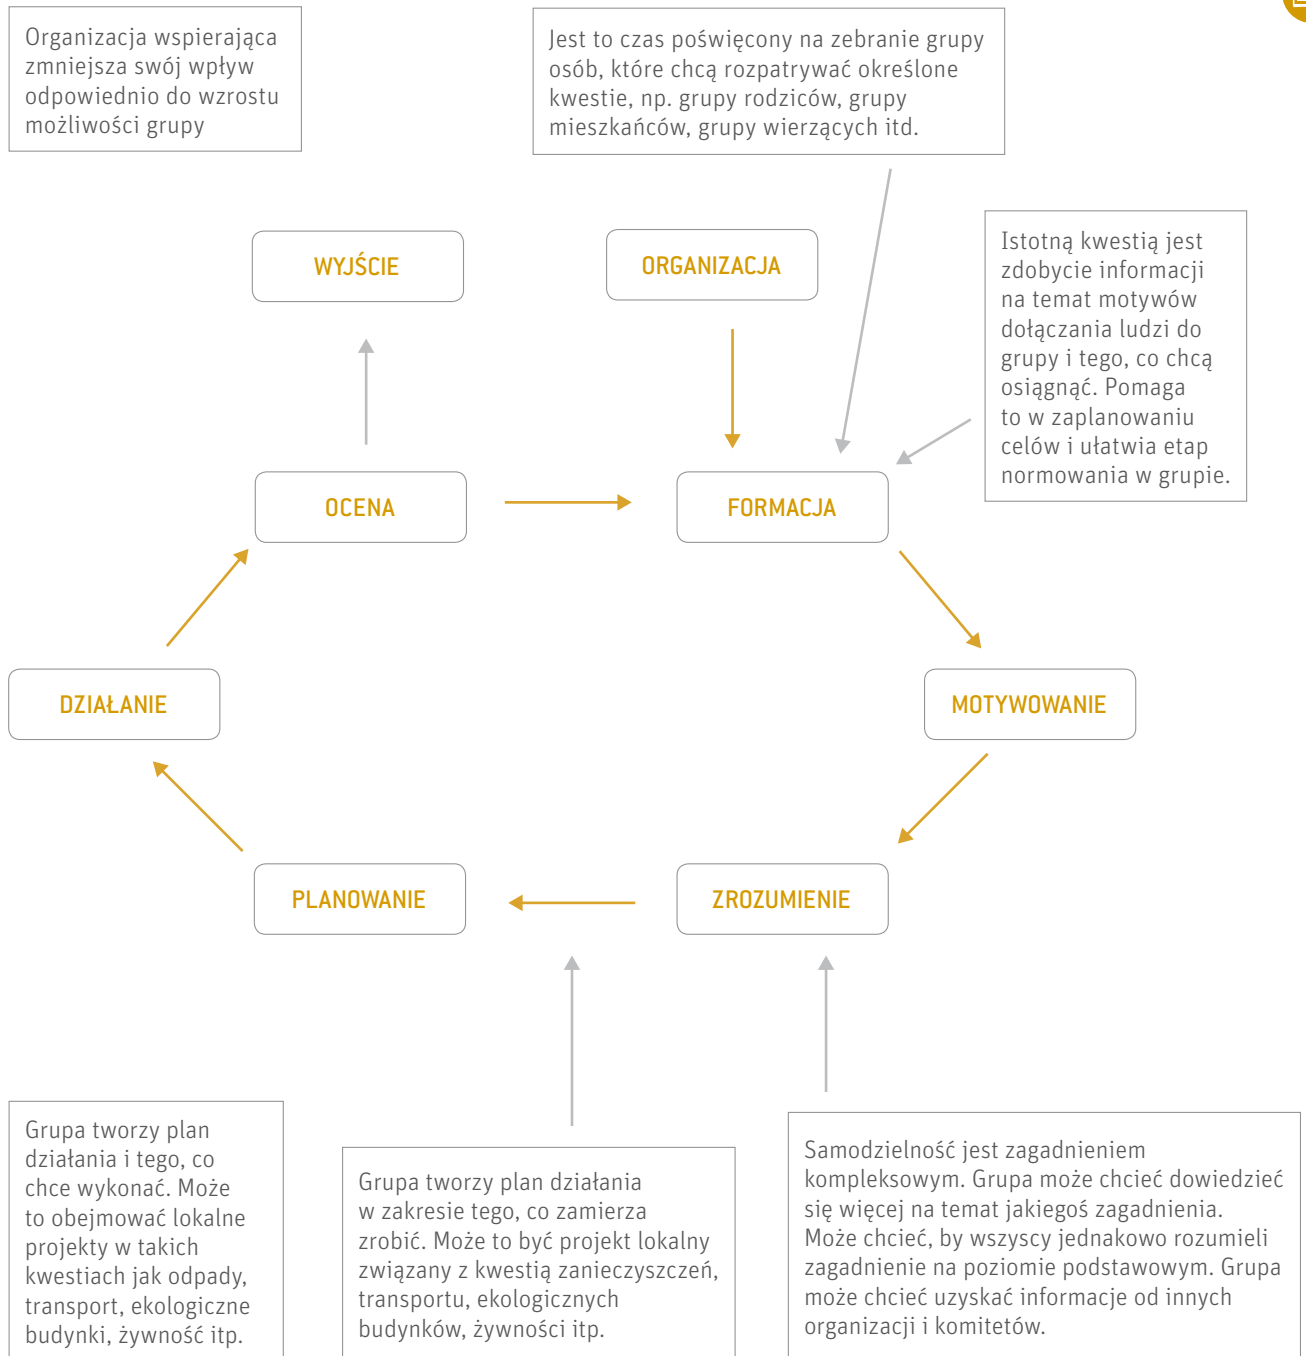 Organizacja wspierająca
zmniejsza swój wpływ
odpowiednio do wzrostu
możliwości grupy
Jest to czas poświęcony na zebranie grupy
osób, które chcą rozpatrywać określone
kwestie, np. grupy rodziców, grupy
mieszkańców, grupy wierzących itd.
WYJŚCIE
ORGANIZACJA
Istotną kwestią jest
zdobycie informacji
na temat motywów
dołączania ludzi do
grupy i tego, co chcą
osiągnąć. Pomaga
to w zaplanowaniu
celów i ułatwia etap
normowania w grupie.
OCENA
FORMACJA
DZIAŁANIE
MOTYWOWANIE
PLANOWANIE
ZROZUMIENIE
Grupa tworzy plan
działania i tego, co
chce wykonać. Może
to obejmować lokalne
projekty w takich
kwestiach jak odpady,
transport, ekologiczne
budynki, żywność itp.
Grupa tworzy plan działania
w zakresie tego, co zamierza
zrobić. Może to być projekt lokalny
związany z kwestią zanieczyszczeń,
transportu, ekologicznych
budynków, żywności itp.
Samodzielność jest zagadnieniem
kompleksowym. Grupa może chcieć dowiedzieć
się więcej na temat jakiegoś zagadnienia.
Może chcieć, by wszyscy jednakowo rozumieli
zagadnienie na poziomie podstawowym. Grupa
może chcieć uzyskać informacje od innych
organizacji i komitetów.